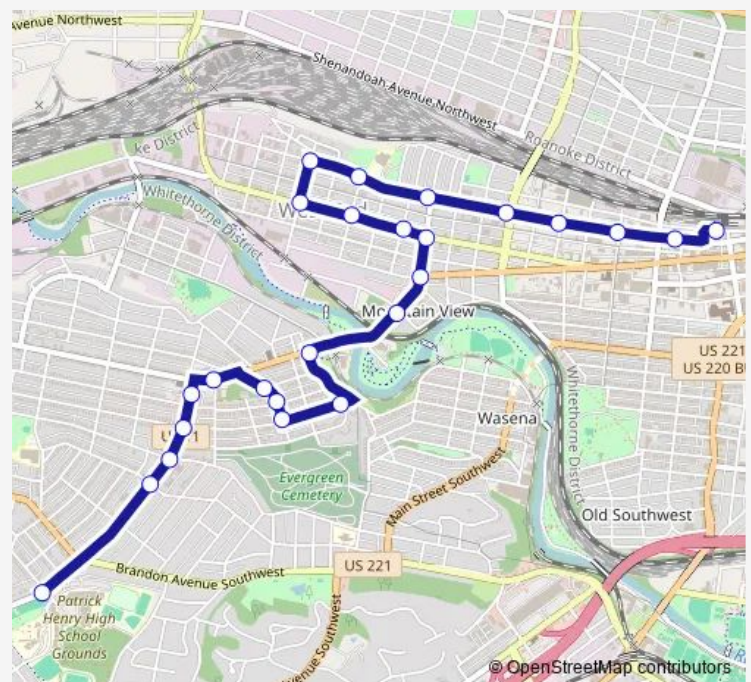 Avenue Northwest
Shenandoah Avenue Northwest
Roanoke District
ke District
Whitethorne District
Mountain View
US 221
US 220 B
Whitethorne District
Wasena
Evergreen
Cemetery
Main Street Southwest
Old Southwest
US 221
Brandon Avenue Southwest
Patrick
Henry High
School
Grounds
venue Southwest
© OpenStreetMap contributors